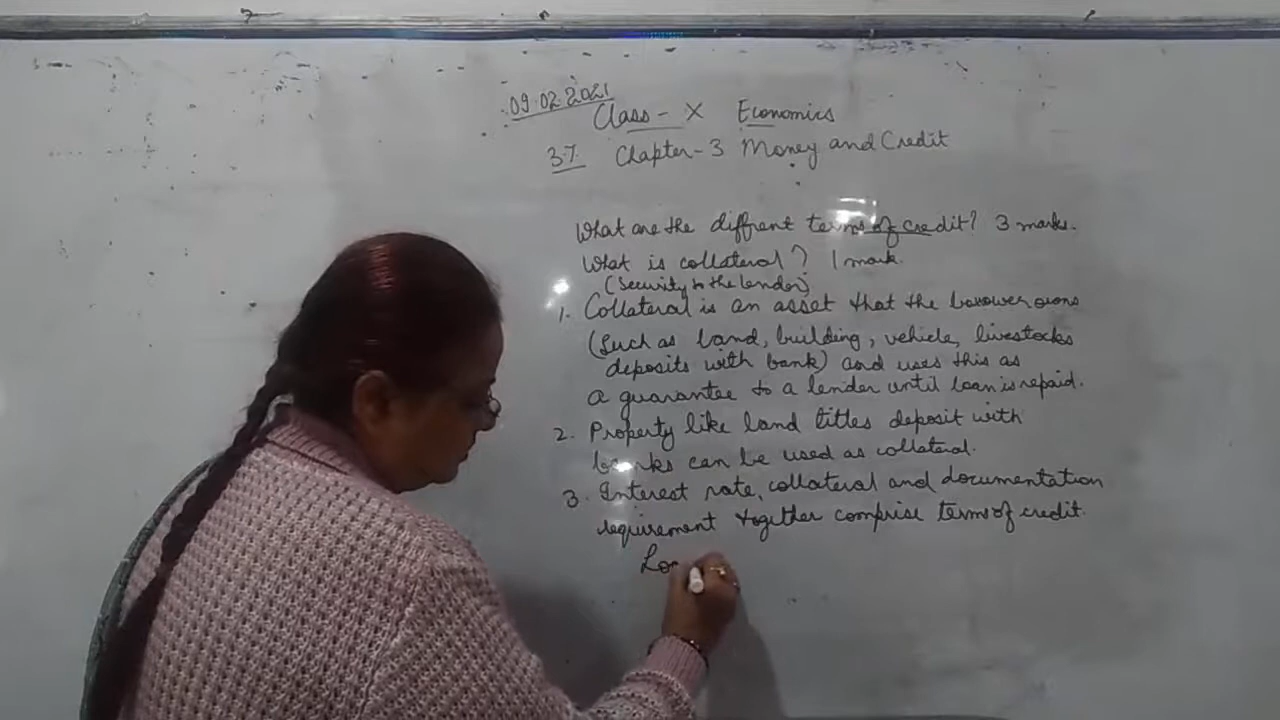 09.02.2021
Class - X Economics
37. Chapter-3 Money and Credit
What are the diffrent terms of credit? 3 marks.
What is collateral? 1 mark.
(Security to the lender)
1. Collateral is an asset that the borrower owns
(Such as land, building, vehicle, livestocks
deposits with bank) and uses this as
a guarantee to a lender until loan is repaid.
2. Property like land titles deposit with
banks can be used as collateral.
3. Interest rate, collateral and documentation
requirement together comprise terms of credit.